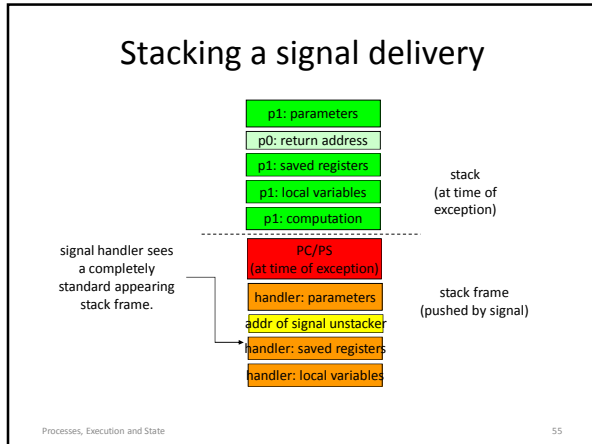 Stacking a signal delivery
p1: parameters
p0: return address
p1: saved registers
p1: local variables
p1: computation
stack
(at time of
exception)
signal handler sees
a completely
standard appearing
stack frame.
PC/PS
(at time of exception)
handler: parameters
addr of signal unstacker
handler: saved registers
handler: local variables
stack frame
(pushed by signal)
Processes, Execution and State
55